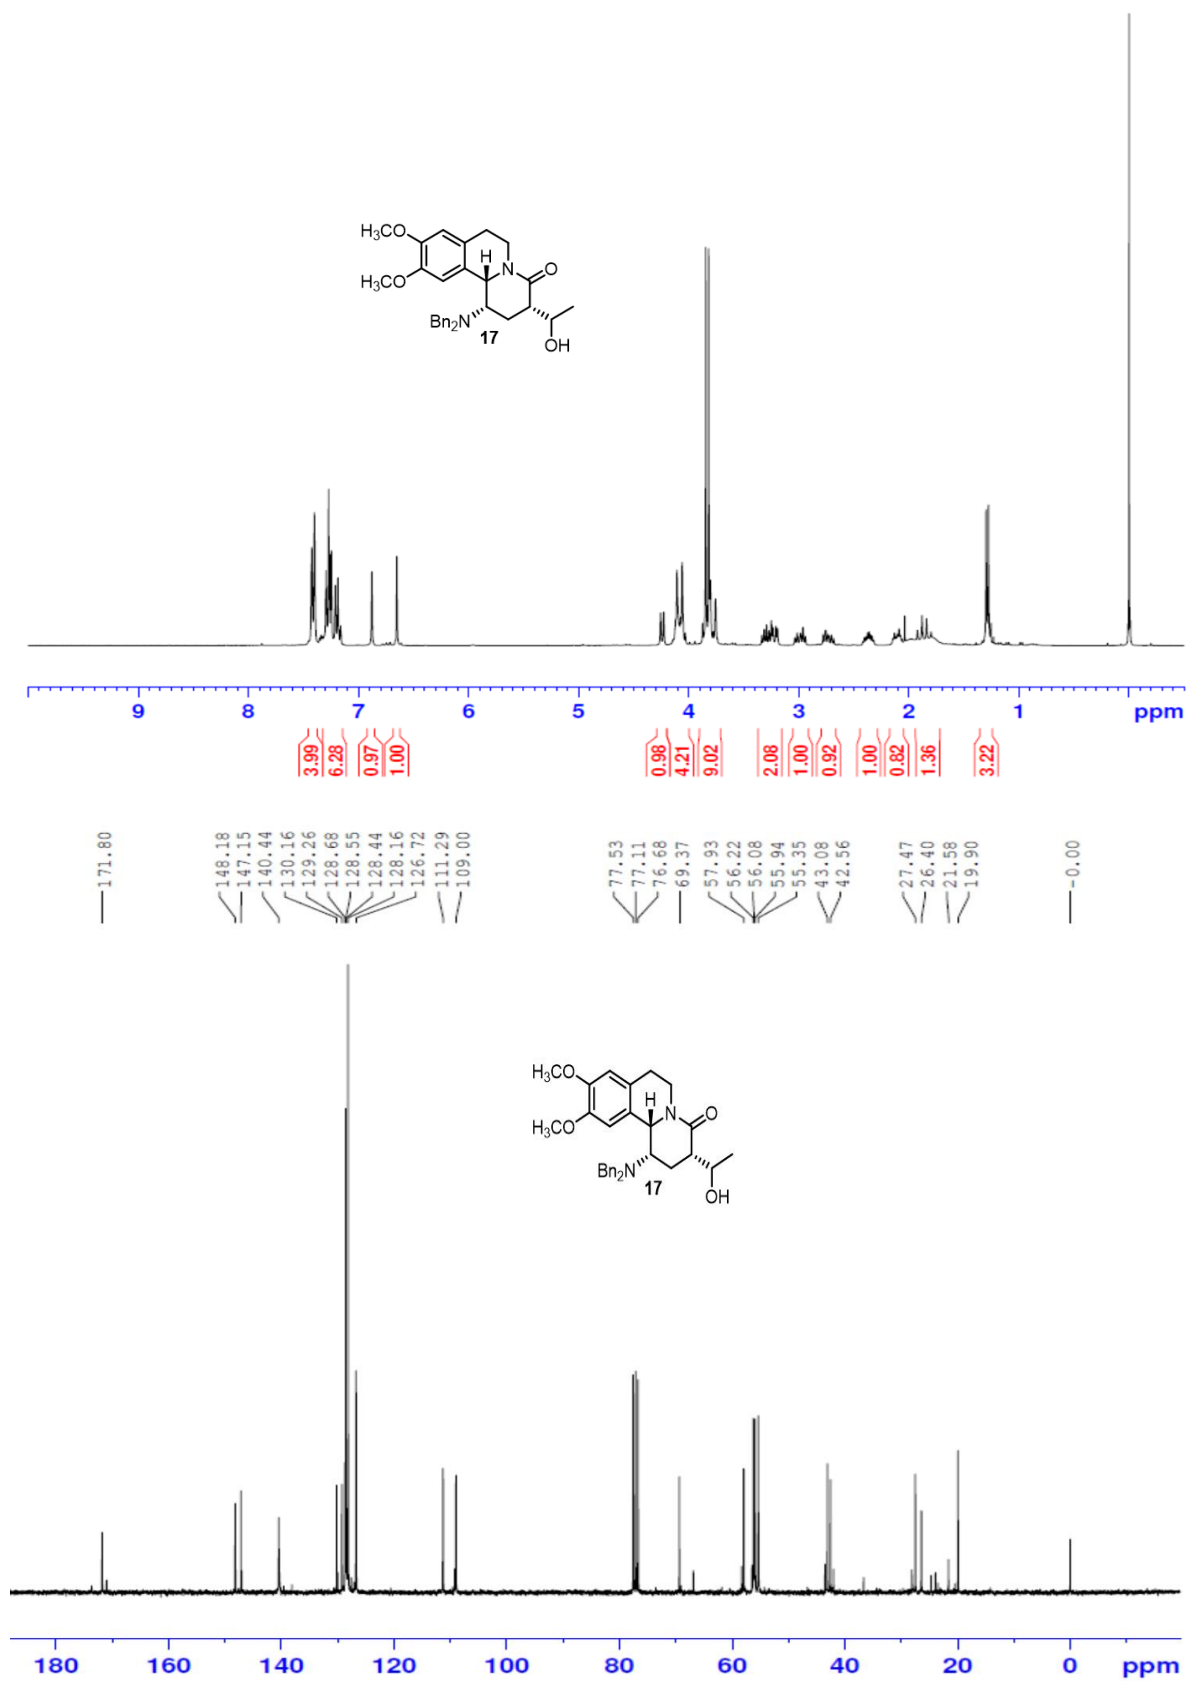 H₃CO
H
N
O
H₃CO
Bn₂N
17
OH
9 8 7 6 5 4 3 2 1 ppm
3.99 6.28 0.97 1.00 0.98 4.21 9.02 2.08 1.00 0.92 1.00 0.82 1.36 3.22
171.80 148.18 147.15 140.44 130.16 129.26 128.68 128.55 128.44 128.16 126.72 111.29 109.00 77.53 77.11 76.68 69.37 57.93 56.22 56.08 55.94 55.35 43.08 42.56 27.47 26.40 21.58 19.90 -0.00
H₃CO
H
N
O
H₃CO
Bn₂N
17
OH
180 160 140 120 100 80 60 40 20 0 ppm